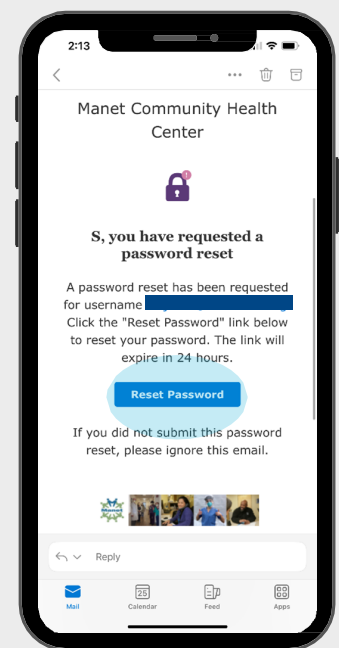 2:13
Manet Community Health
Center
S, you have requested a
password reset
A password reset has been requested
for username
Click the "Reset Password" link below
to reset your password. The link will
expire in 24 hours.
Reset Password
If you did not submit this password
reset, please ignore this email.
Manet
Reply
25
Mail Calendar Feed Apps